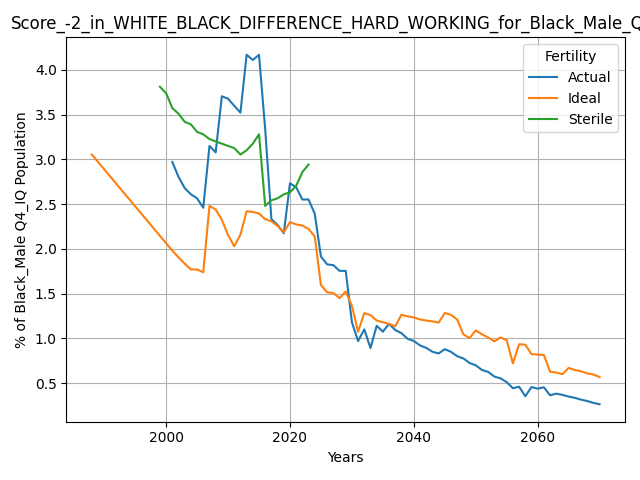 Score_-2_in_WHITE_BLACK_DIFFERENCE_HARD_WORKING_for_Black_Male_Q
Fertility
Actual
Ideal
Sterile
% of Black_Male Q4_IQ Population
4.0
3.5
3.0
2.5
2.0
1.5
1.0
0.5
2000
2020
2040
2060
Years